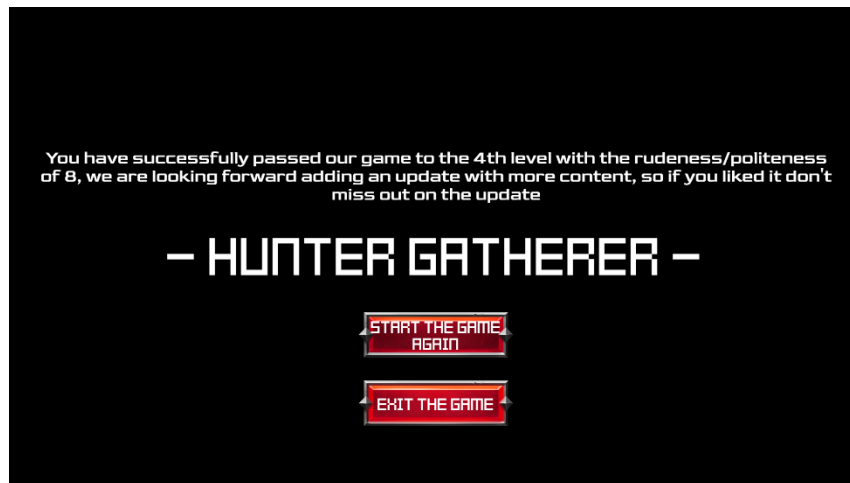 You have successfully passed our game to the 4th level with the rudeness/politeness
of 8, we are looking forward adding an update with more content, so if you liked it don't
miss out on the update
– HUNTER GATHERER –
START THE GAME
AGAIN
EXIT THE GAME